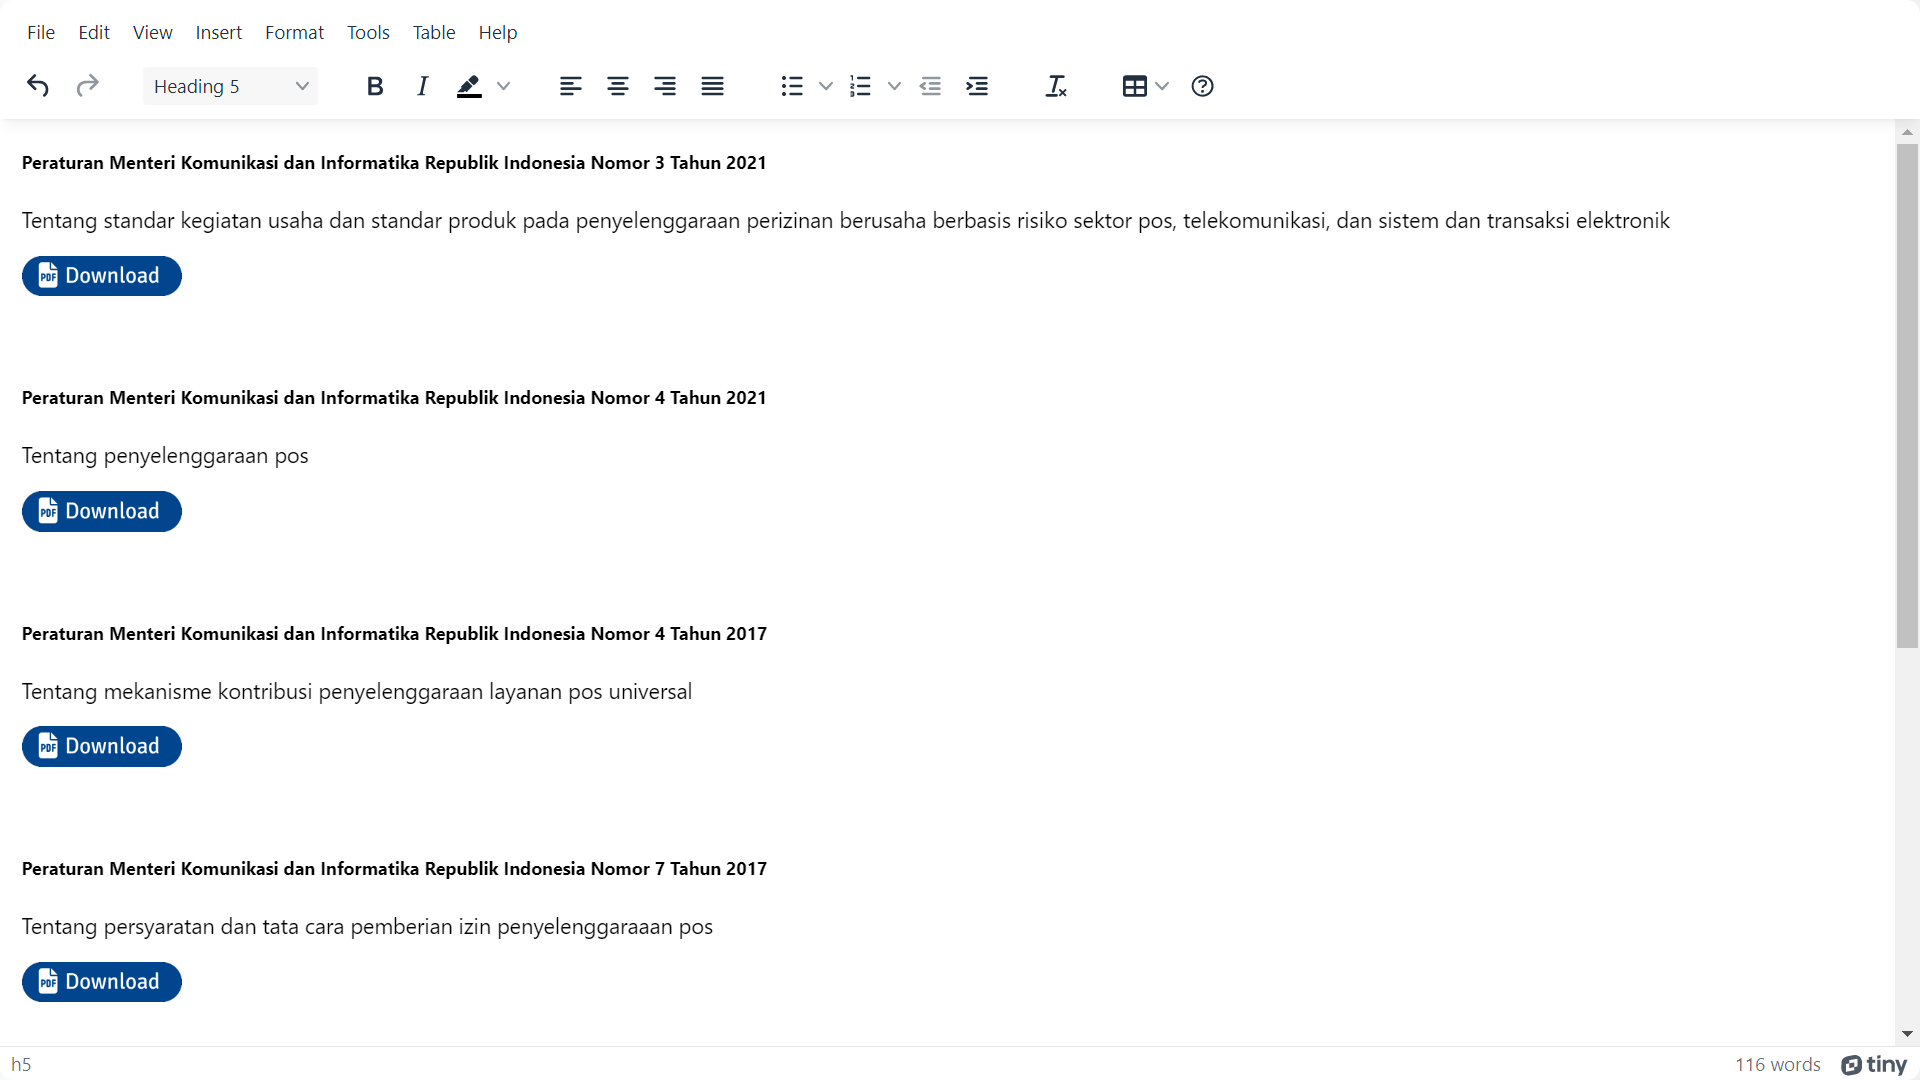 File Edit View Insert Format Tools Table Help
Heading 5
Peraturan Menteri Komunikasi dan Informatika Republik Indonesia Nomor 3 Tahun 2021
Tentang standar kegiatan usaha dan standar produk pada penyelenggaraan perizinan berusaha berbasis risiko sektor pos, telekomunikasi, dan sistem dan transaksi elektronik
PDF Download
Peraturan Menteri Komunikasi dan Informatika Republik Indonesia Nomor 4 Tahun 2021
Tentang penyelenggaraan pos
PDF Download
Peraturan Menteri Komunikasi dan Informatika Republik Indonesia Nomor 4 Tahun 2017
Tentang mekanisme kontribusi penyelenggaraan layanan pos universal
PDF Download
Peraturan Menteri Komunikasi dan Informatika Republik Indonesia Nomor 7 Tahun 2017
Tentang persyaratan dan tata cara pemberian izin penyelenggaraaan pos
PDF Download
h5 116 words tiny